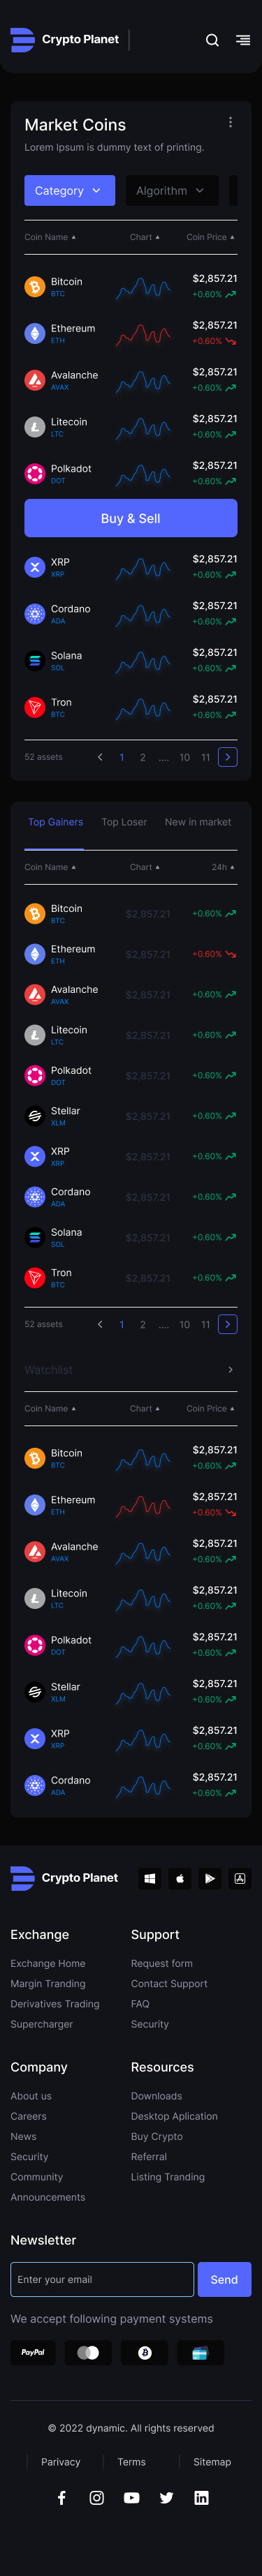 Crypto Planet
Market Coins
Lorem Ipsum is dummy text of printing.
Category Algorithm
Coin Name Chart Coin Price
Bitcoin $2,857.21
BTC +0.60%
Ethereum $2,857.21
ETH +0.60%
Avalanche $2,857.21
AVAX +0.60%
Litecoin $2,857.21
LTC +0.60%
Polkadot $2,857.21
DOT +0.60%
Buy & Sell
XRP $2,857.21
XRP +0.60%
Cordano $2,857.21
ADA +0.60%
Solana $2,857.21
SOL +0.60%
Tron $2,857.21
BTC +0.60%
52 assets 1 2 .... 10 11
Top Gainers Top Loser New in market
Coin Name Chart 24h
Bitcoin $2,857.21 +0.60%
BTC
Ethereum $2,857.21 +0.60%
ETH
Avalanche $2,857.21 +0.60%
AVAX
Litecoin $2,857.21 +0.60%
LTC
Polkadot $2,857.21 +0.60%
DOT
Stellar $2,857.21 +0.60%
XLM
XRP $2,857.21 +0.60%
XRP
Cordano $2,857.21 +0.60%
ADA
Solana $2,857.21 +0.60%
SOL
Tron $2,857.21 +0.60%
BTC
52 assets 1 2 .... 10 11
Watchlist
Coin Name Chart Coin Price
Bitcoin $2,857.21
BTC +0.60%
Ethereum $2,857.21
ETH +0.60%
Avalanche $2,857.21
AVAX +0.60%
Litecoin $2,857.21
LTC +0.60%
Polkadot $2,857.21
DOT +0.60%
Stellar $2,857.21
XLM +0.60%
XRP $2,857.21
XRP +0.60%
Cordano $2,857.21
ADA +0.60%
Crypto Planet
Exchange
Exchange Home
Margin Tranding
Derivatives Trading
Supercharger
Support
Request form
Contact Support
FAQ
Security
Company
About us
Careers
News
Security
Community
Announcements
Resources
Downloads
Desktop Aplication
Buy Crypto
Referral
Listing Tranding
Newsletter
Enter your email Send
We accept following payment systems
PayPal
© 2022 dynamic. All rights reserved
Parivacy Terms Sitemap